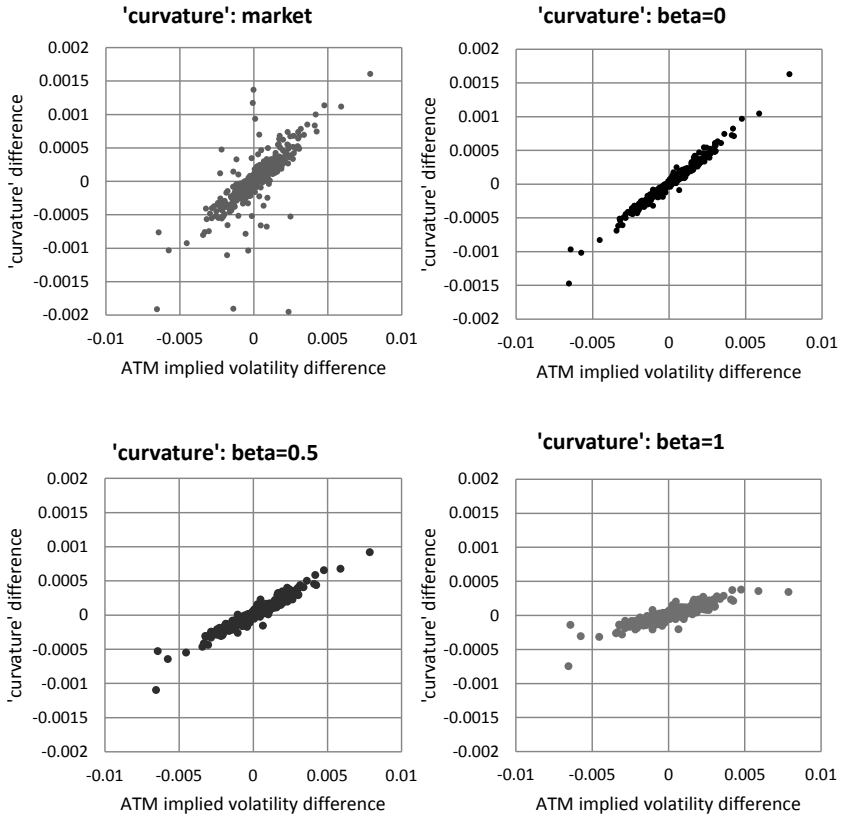 'curvature': market
0.002
0.0015
0.001
0.0005
0
-0.0005
-0.001
-0.0015
-0.002
-0.01 -0.005 0 0.005 0.01
'curvature' difference
ATM implied volatility difference
'curvature': beta=0
0.002
0.0015
0.001
0.0005
0
-0.0005
-0.001
-0.0015
-0.002
-0.01 -0.005 0 0.005 0.01
'curvature' difference
ATM implied volatility difference
'curvature': beta=0.5
0.002
0.0015
0.001
0.0005
0
-0.0005
-0.001
-0.0015
-0.002
-0.01 -0.005 0 0.005 0.01
'curvature' difference
ATM implied volatility difference
'curvature': beta=1
0.002
0.0015
0.001
0.0005
0
-0.0005
-0.001
-0.0015
-0.002
-0.01 -0.005 0 0.005 0.01
'curvature' difference
ATM implied volatility difference